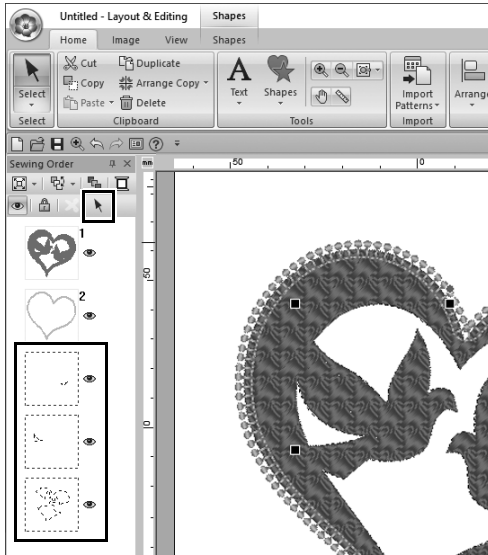 Untitled - Layout & Editing Shapes
Home Image View Shapes
Select
Select
Cut
Copy
Paste
Duplicate
Arrange Copy
Delete
Clipboard
A
Text
Shapes
Tools
Import
Patterns
Import
Arrang
Sewing Order
mm
50
0
50
0
1
2